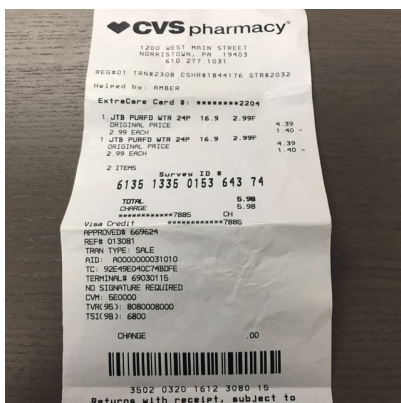 CVS pharmacy®
1200 WEST MAIN STREET
NORRISTOWN, PA 19403
610.277.1031
REG#01 TRN#2308 CSHR#1844176 STR#2032
Helped by: AMBER
ExtraCare Card #: ********2204
1 JTB PURFD WTR 24P 16.9 2.99F
ORIGINAL PRICE 4.39
2.99 EACH 1.40 -
1 JTB PURFD WTR 24P 16.9 2.99F
ORIGINAL PRICE 4.39
2.99 EACH 1.40 -
2 ITEMS
Survey ID #
6135 1335 0153 643 74
TOTAL 5.98
CHARGE 5.98
************7885 CH
Visa Credit ************7885
APPROVED# 669624
REF# 013081
TRAN TYPE: SALE
AID: A0000000031010
TC: 92E49E040C74BDFE
TERMINAL# 69030115
NO SIGNATURE REQUIRED
CVM: 5E0000
TVR(95): 8080008000
TSI(9B): 6800
CHANGE .00
3502 0320 1612 3080 15
Returns with receipt, subject to